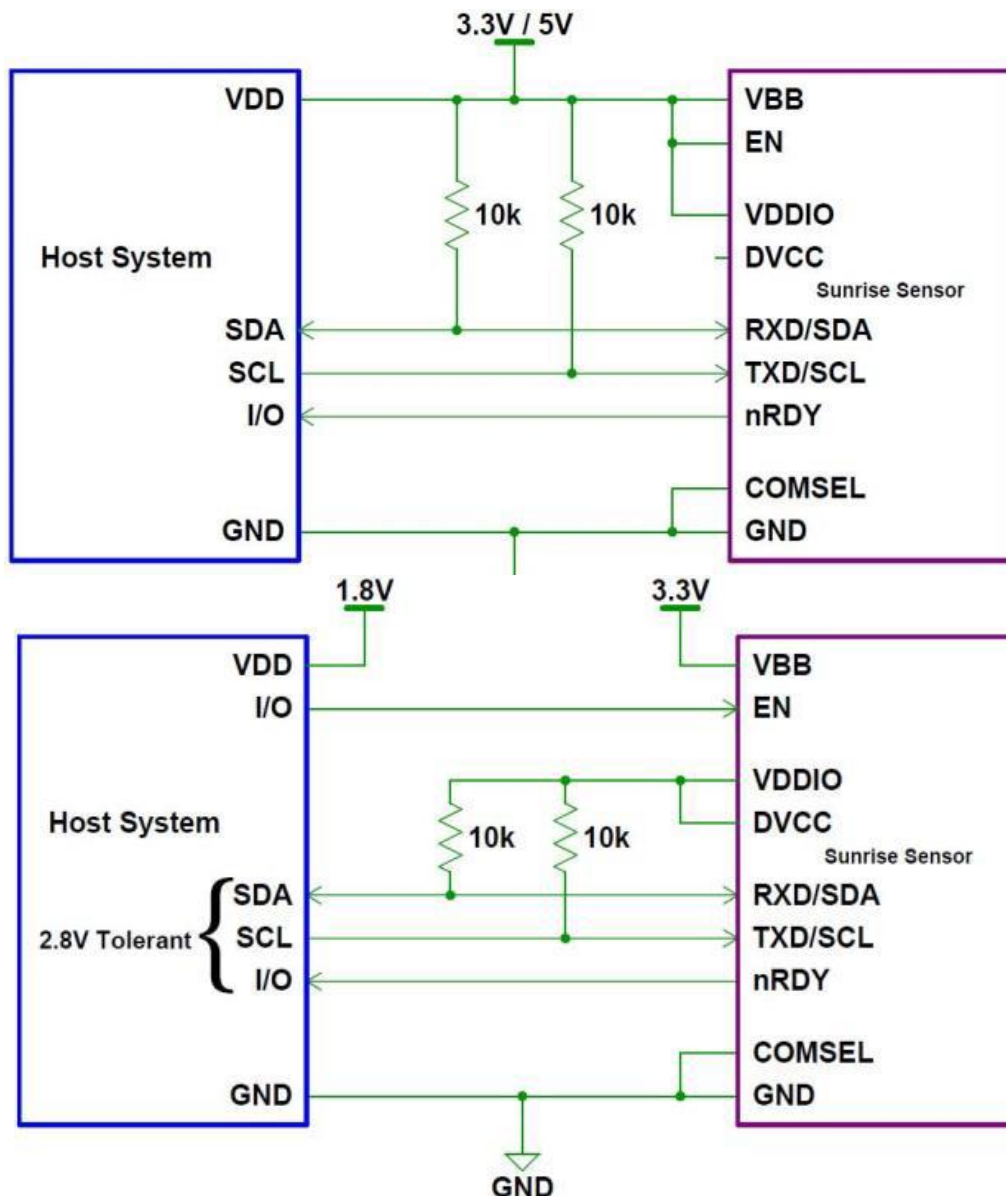 3.3V / 5V
VDD VBB
EN
10k 10k VDDIO
Host System DVCC
Sunrise Sensor
SDA RXD/SDA
SCL TXD/SCL
I/O nRDY
COMSEL
GND GND
1.8V 3.3V
VDD VBB
I/O EN
VDDIO
Host System 10k 10k DVCC
Sunrise Sensor
SDA RXD/SDA
2.8V Tolerant { SCL TXD/SCL
I/O nRDY
COMSEL
GND GND
GND